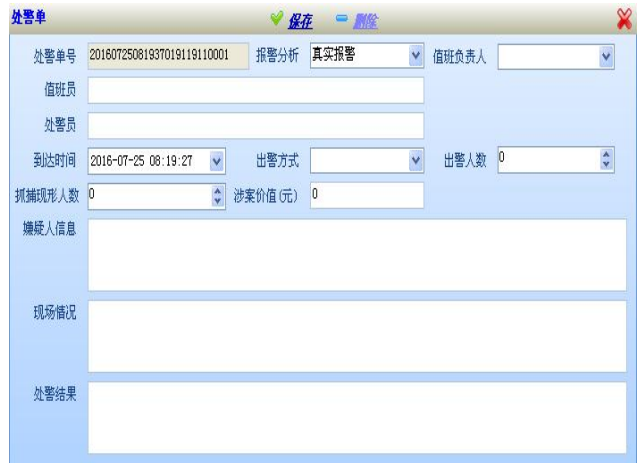 处警单 保存 删除
处警单号 20160725081937019119110001 报警分析 真实报警 值班负责人
值班员
处警员
到达时间 2016-07-25 08:19:27 出警方式 出警人数 0
抓捕现形人数 0 涉案价值(元) 0
嫌疑人信息
现场情况
处警结果